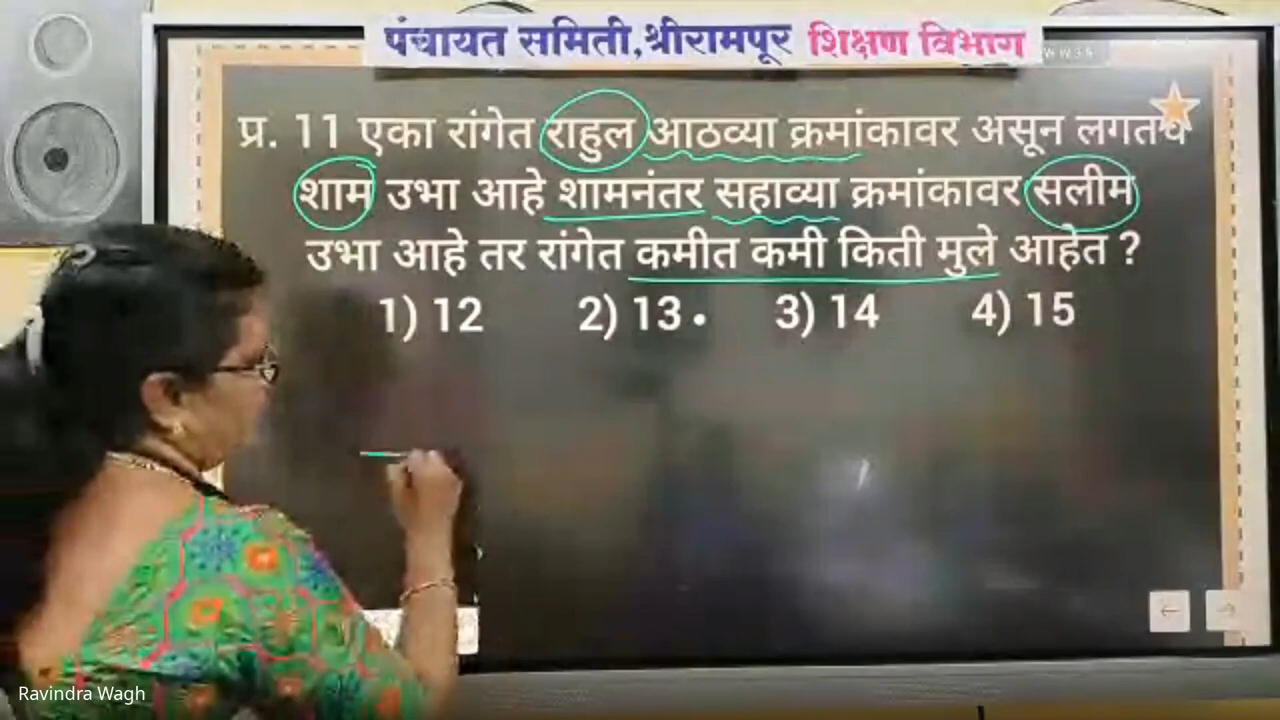 पंचायत समिती,श्रीरामपूर शिक्षण विभाग
प्र. 11 एका रांगेत राहुल आठव्या क्रमांकावर असून लगतच
शाम उभा आहे शामनंतर सहाव्या क्रमांकावर सलीम
उभा आहे तर रांगेत कमीत कमी किती मुले आहेत ?
1) 12 2) 13 3) 14 4) 15
Ravindra Wagh